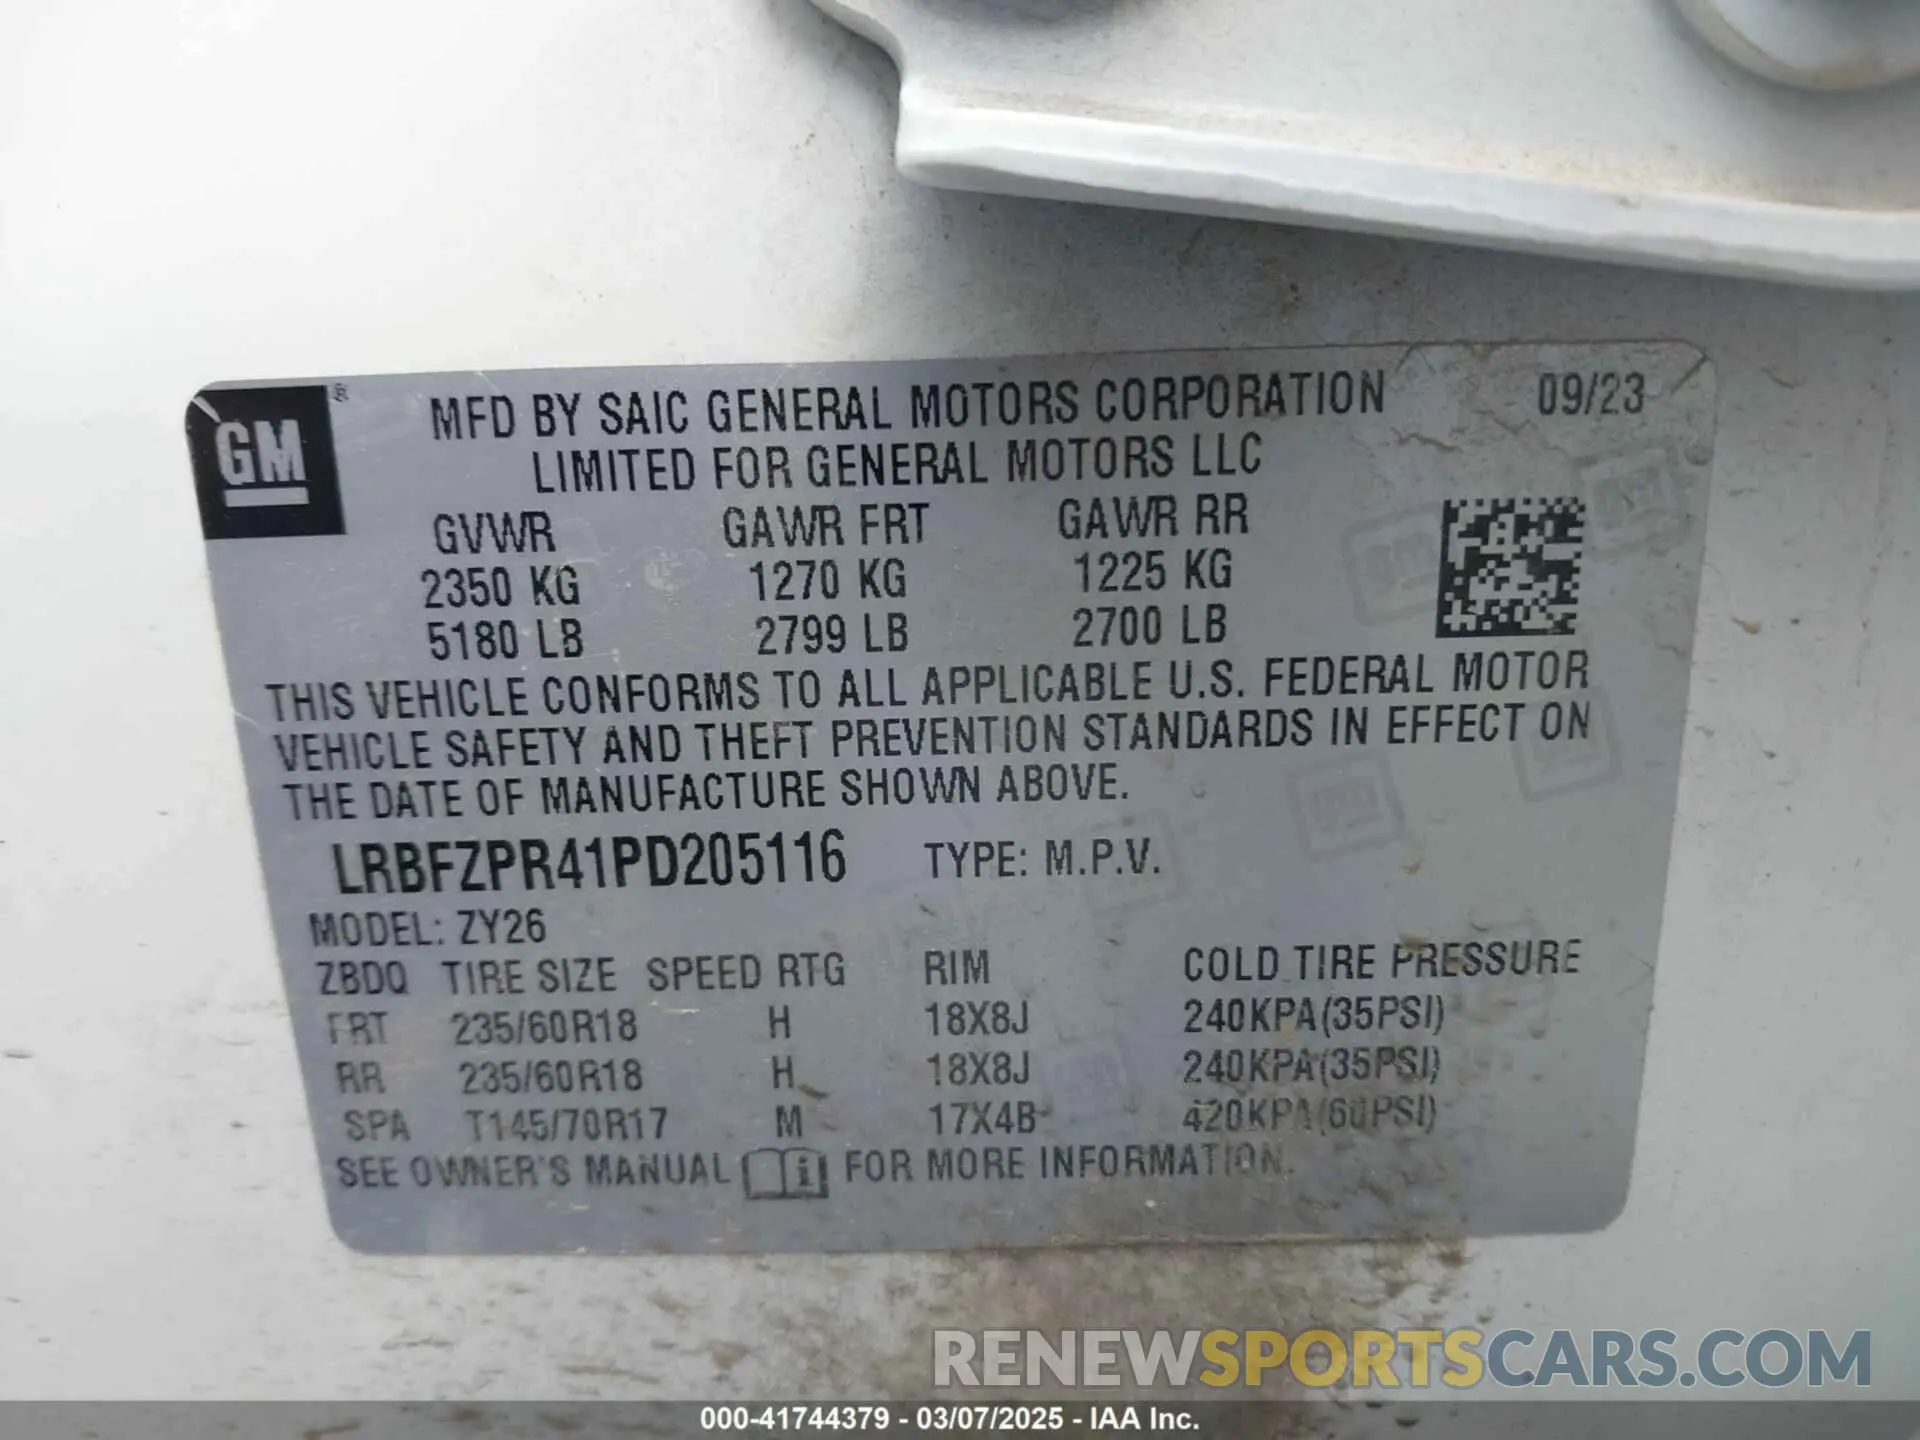 GM ®
MFD BY SAIC GENERAL MOTORS CORPORATION 09/23
LIMITED FOR GENERAL MOTORS LLC
GVWR GAWR FRT GAWR RR
2350 KG 1270 KG 1225 KG
5180 LB 2799 LB 2700 LB
THIS VEHICLE CONFORMS TO ALL APPLICABLE U.S. FEDERAL MOTOR
VEHICLE SAFETY AND THEFT PREVENTION STANDARDS IN EFFECT ON
THE DATE OF MANUFACTURE SHOWN ABOVE.
LRBFZPR41PD205116 TYPE: M.P.V.
MODEL: ZY26
ZBDQ TIRE SIZE SPEED RTG RIM COLD TIRE PRESSURE
FRT 235/60R18 H 18X8J 240KPA(35PSI)
RR 235/60R18 H 18X8J 240KPA(35PSI)
SPA T145/70R17 M 17X4B 420KPA(60PSI)
SEE OWNER'S MANUAL i FOR MORE INFORMATION.
RENEWSPORTSCARS.COM
000-41744379 - 03/07/2025 - IAA Inc.